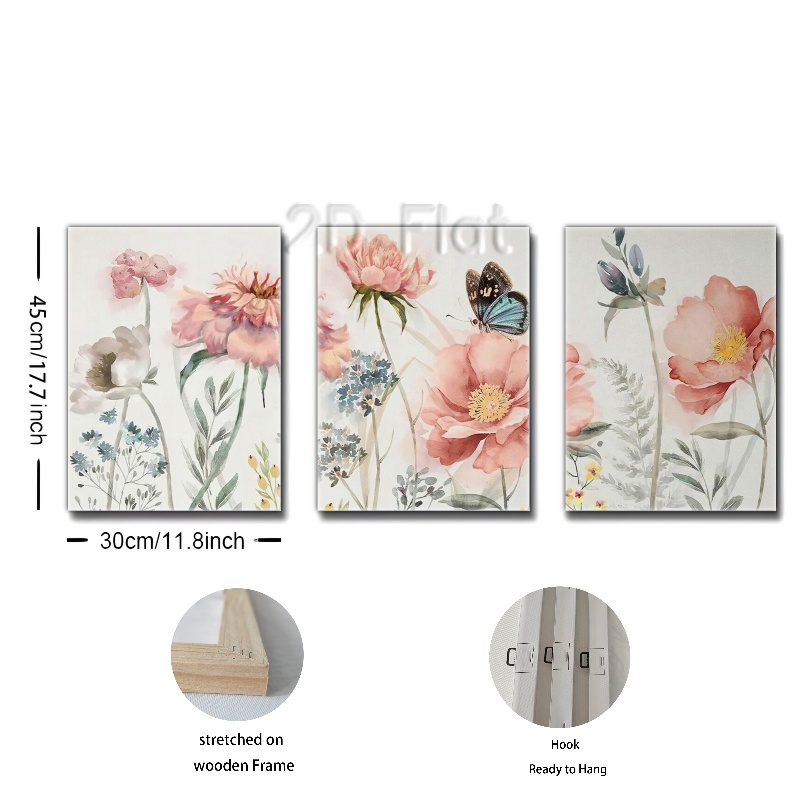 2D Flat
45cm/17.7inch
30cm/11.8inch
stretched on
wooden Frame
Hook
Ready to Hang